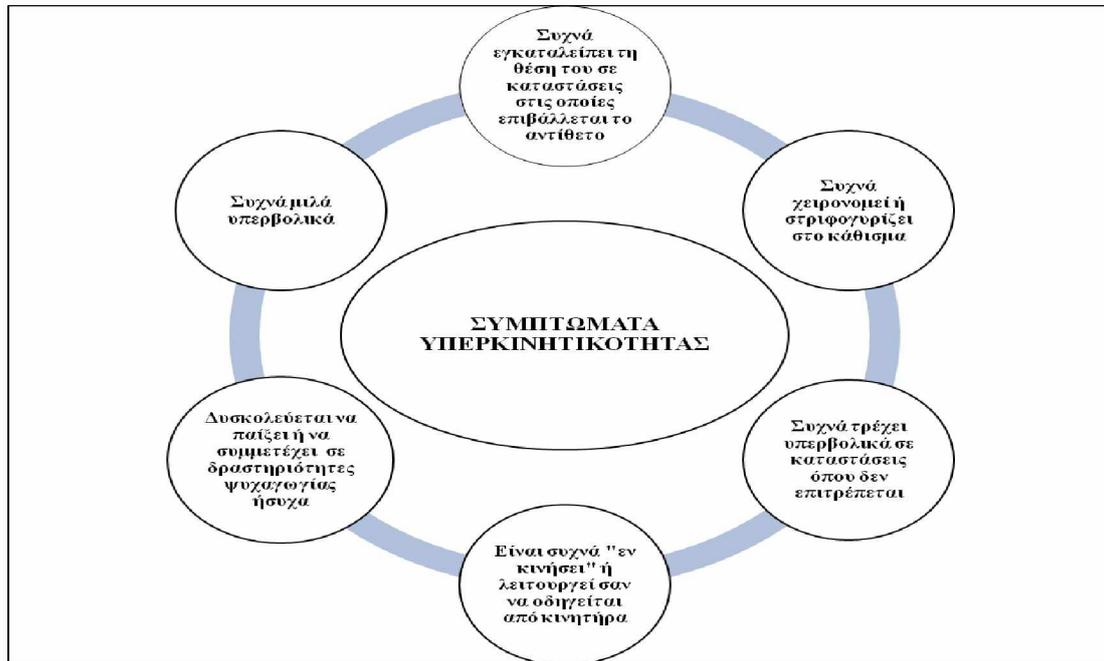 Συχνά
εγκαταλείπει τη
θέση του σε
καταστάσεις
στις οποίες
επιβάλλεται το
αντίθετο
Συχνά
χειρονομεί ή
στριφογυρίζει
στο κάθισμα
Συχνά τρέχει
υπερβολικά σε
καταστάσεις
όπου δεν
επιτρέπεται
Είναι συχνά "εν
κινήσει" ή
λειτουργεί σαν
να οδηγείται
από κινητήρα
Δυσκολεύεται να
παίξει ή να
συμμετέχει σε
δραστηριότητες
ψυχαγωγίας
ήσυχα
Συχνά μιλά
υπερβολικά
ΣΥΜΠΤΩΜΑΤΑ
ΥΠΕΡΚΙΝΗΤΙΚΟΤΗΤΑΣ